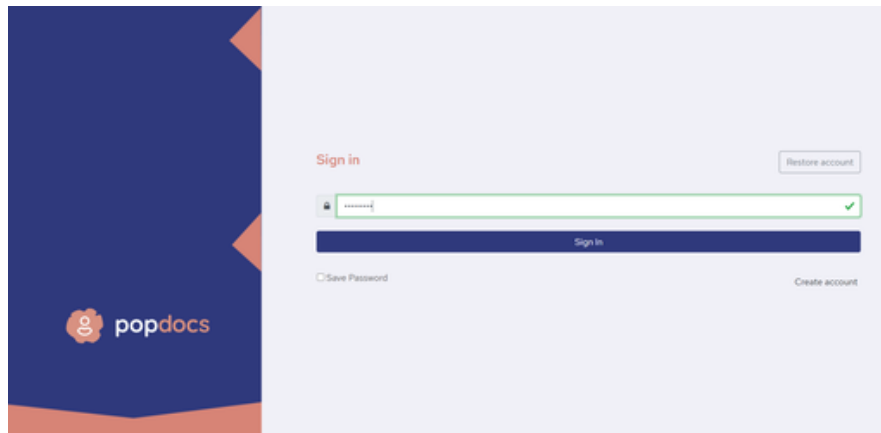 Sign in
Restore account
Sign In
Save Password
Create account
popdocs